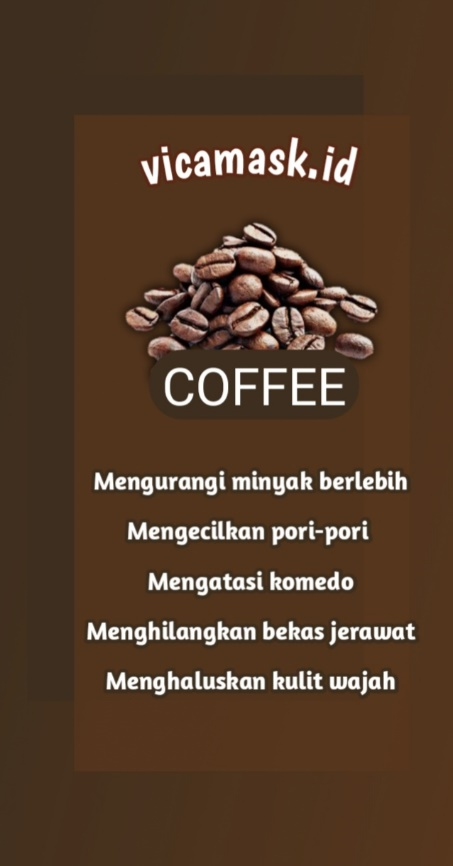 vicamask.id
COFFEE
Mengurangi minyak berlebih
Mengecilkan pori-pori
Mengatasi komedo
Menghilangkan bekas jerawat
Menghaluskan kulit wajah